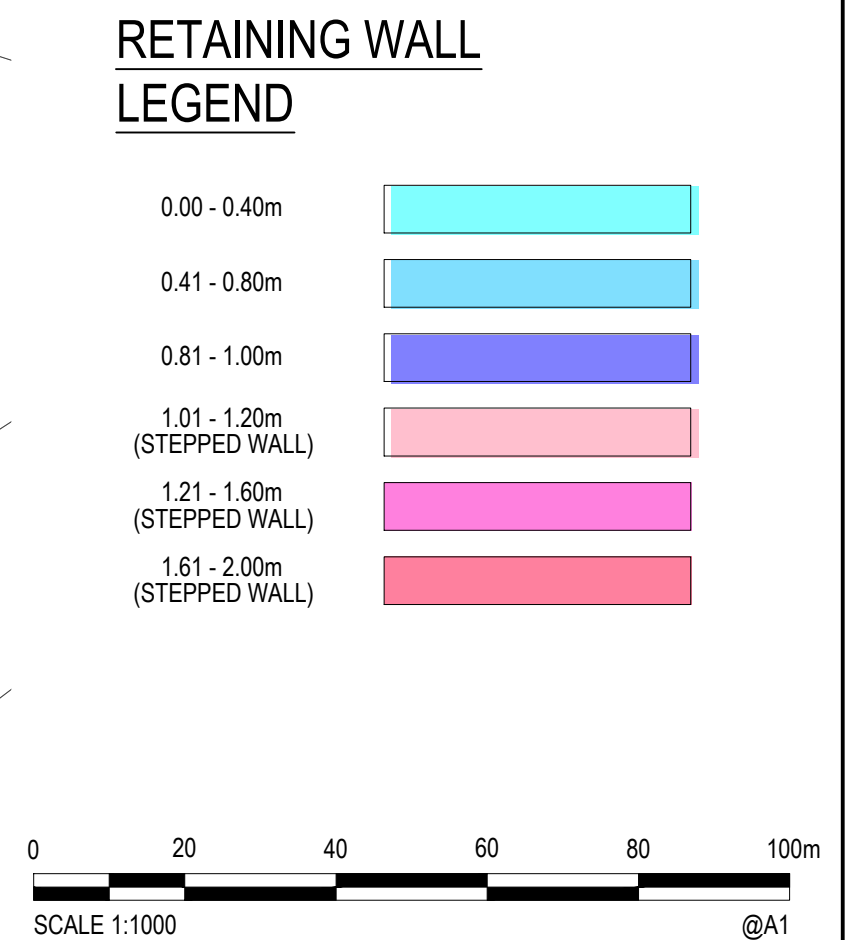 RETAINING WALL
LEGEND
0.00 - 0.40m
0.41 - 0.80m
0.81 - 1.00m
1.01 - 1.20m
(STEPPED WALL)
1.21 - 1.60m
(STEPPED WALL)
1.61 - 2.00m
(STEPPED WALL)
0 20 40 60 80 100m
SCALE 1:1000 @A1